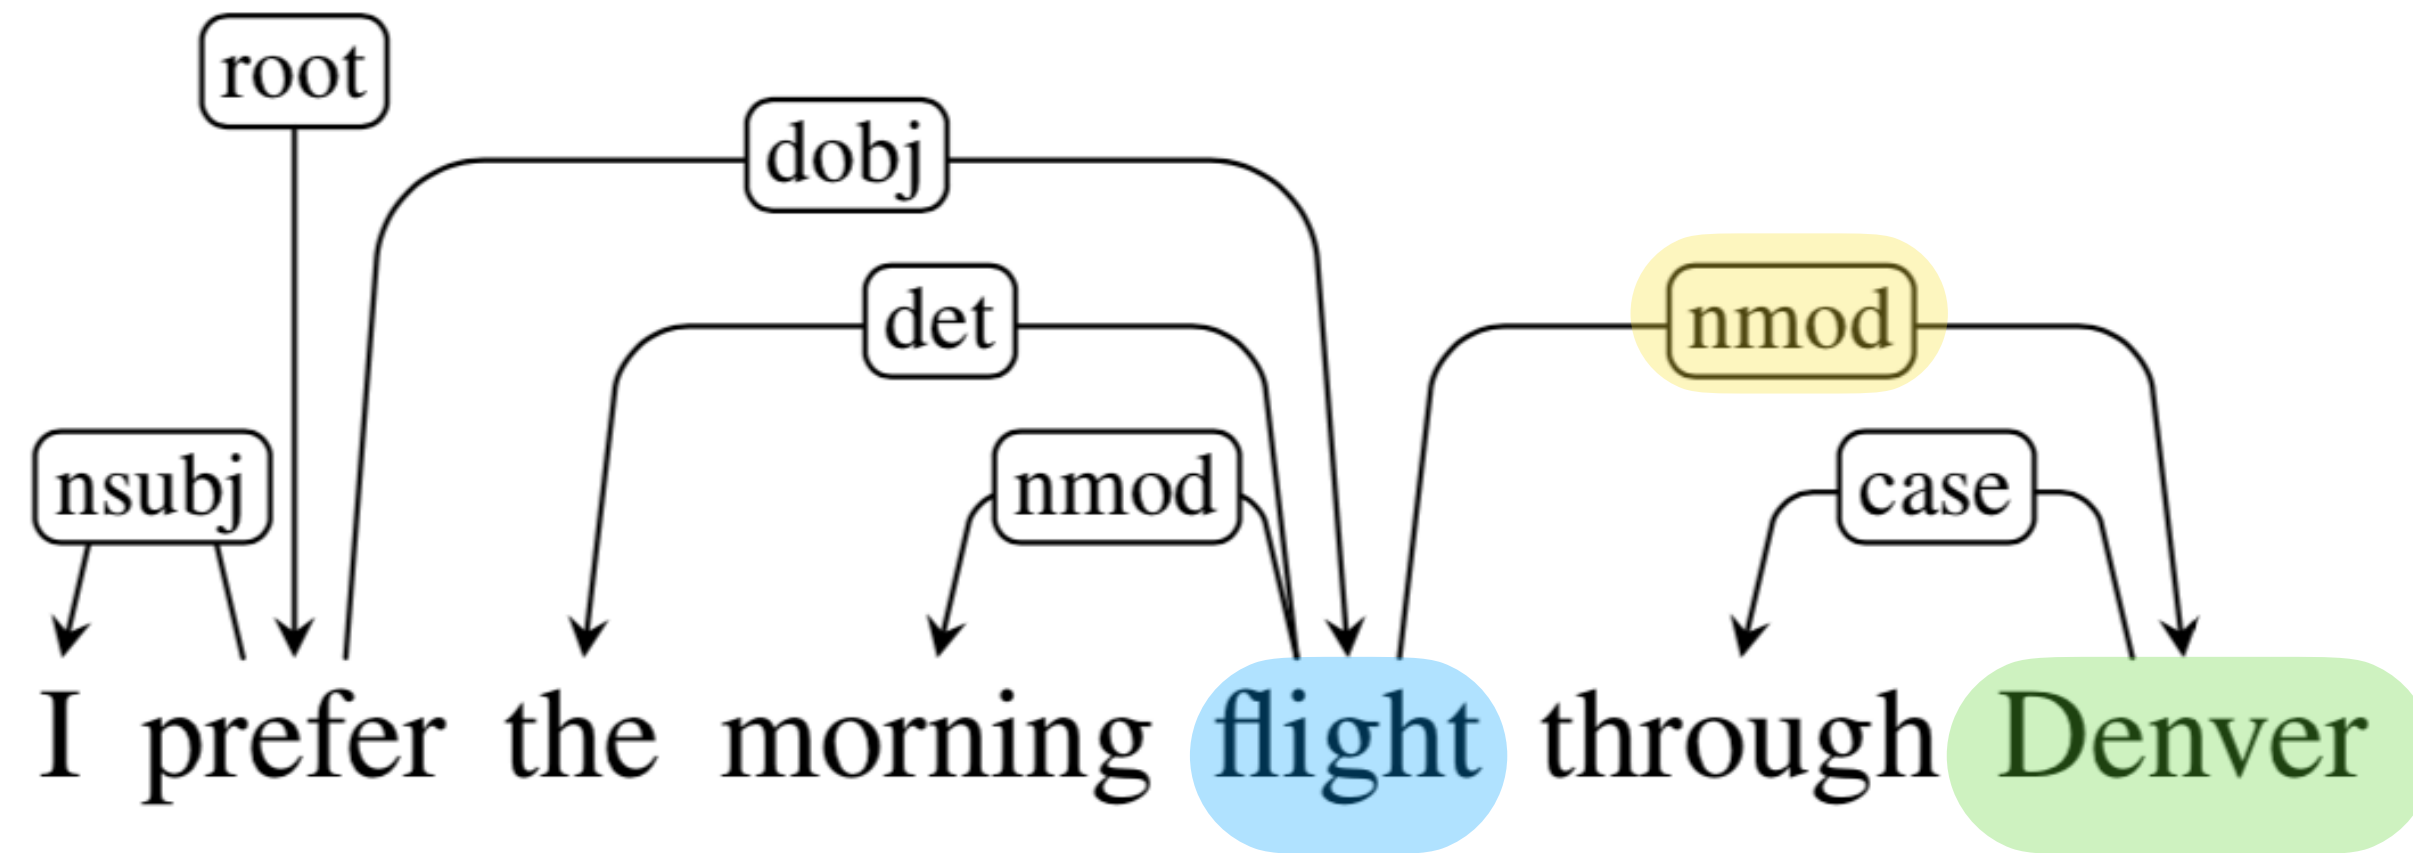 root
dobj
det
nmod
nsubj
nmod
case
I prefer the morning flight through Denver